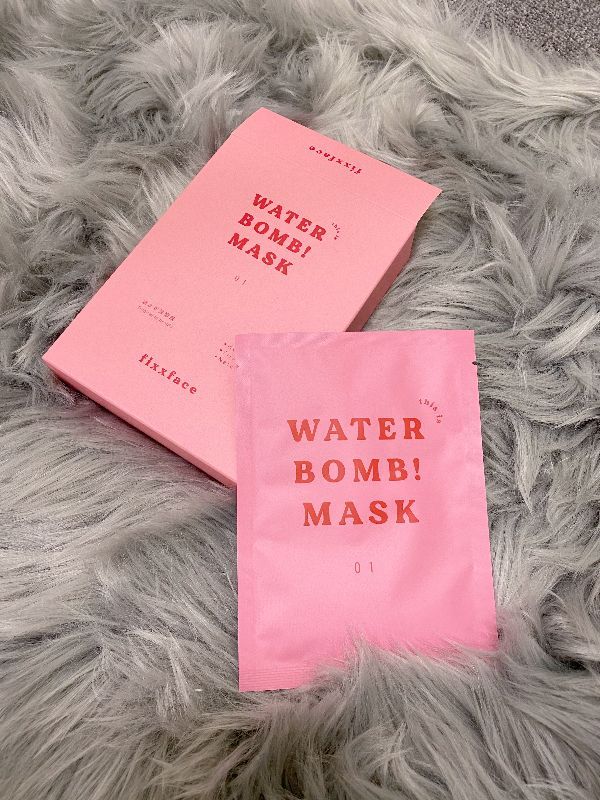 fixxface
this is
WATER
BOMB!
MASK
01
fixxface
this is
WATER
BOMB!
MASK
01